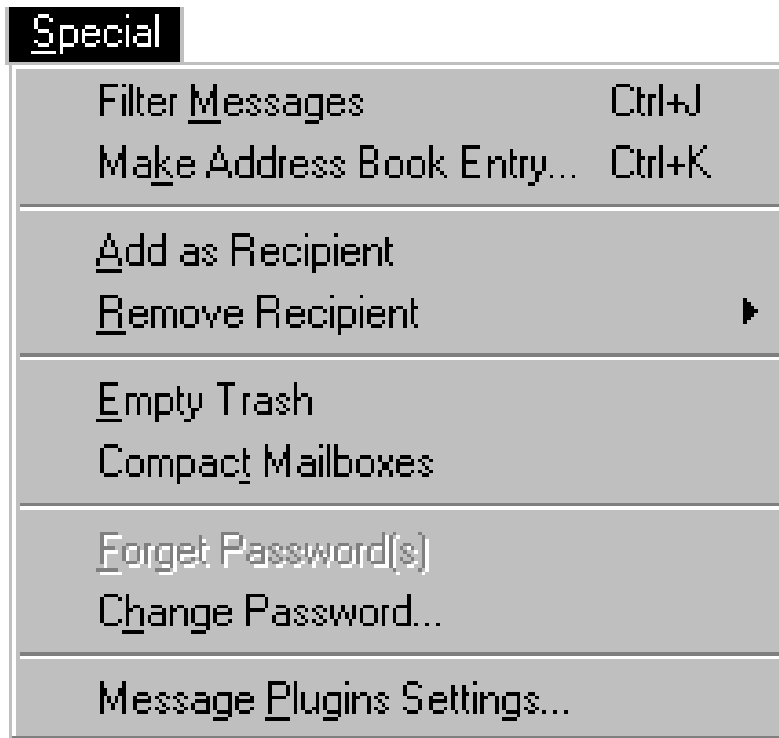 Special
Filter Messages Ctrl+J
Make Address Book Entry... Ctrl+K
Add as Recipient
Remove Recipient
Empty Trash
Compact Mailboxes
Forget Password(s)
Change Password...
Message Plugins Settings...